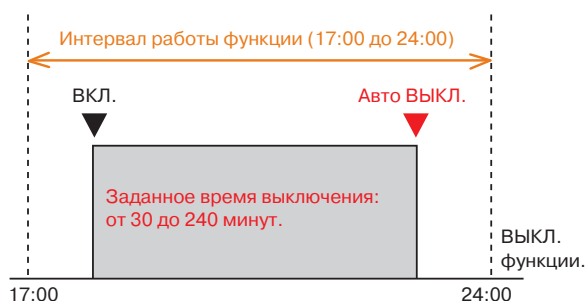 Интервал работы функции (17:00 до 24:00)
ВКЛ.
Авто ВЫКЛ.
Заданное время выключения:
от 30 до 240 минут.
ВЫКЛ.
функции.
17:00
24:00